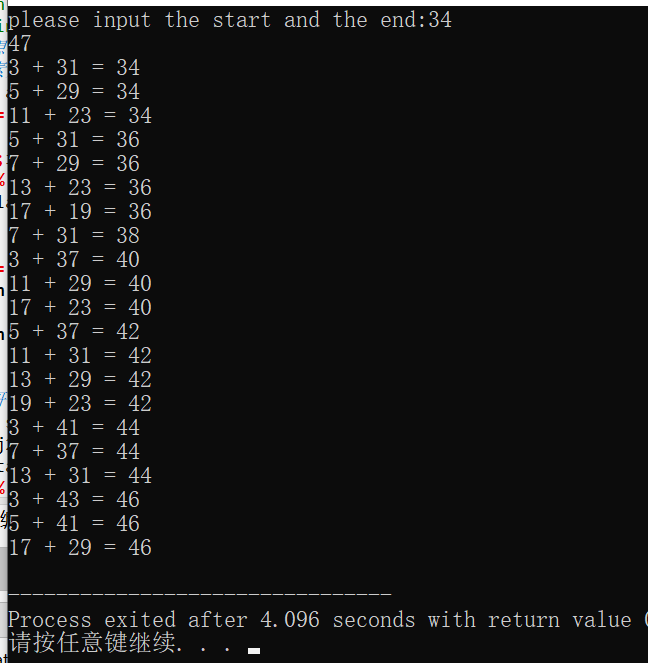 please input the start and the end:34
47
3 + 31 = 34
5 + 29 = 34
11 + 23 = 34
5 + 31 = 36
7 + 29 = 36
13 + 23 = 36
17 + 19 = 36
7 + 31 = 38
3 + 37 = 40
11 + 29 = 40
17 + 23 = 40
5 + 37 = 42
11 + 31 = 42
13 + 29 = 42
19 + 23 = 42
3 + 41 = 44
7 + 37 = 44
13 + 31 = 44
3 + 43 = 46
5 + 41 = 46
17 + 29 = 46
--------------------------------
Process exited after 4.096 seconds with return value
请按任意键继续. . .